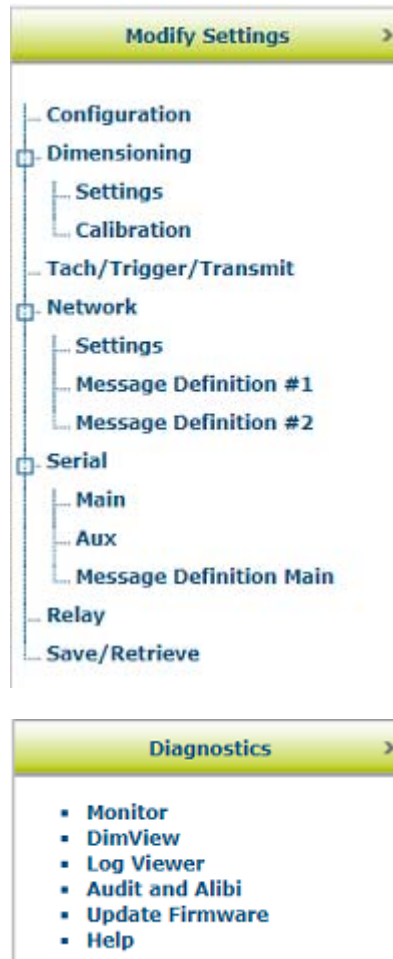 Modify Settings
Configuration
Dimensioning
Settings
Calibration
Tach/Trigger/Transmit
Network
Settings
Message Definition #1
Message Definition #2
Serial
Main
Aux
Message Definition Main
Relay
Save/Retrieve
Diagnostics
Monitor
DimView
Log Viewer
Audit and Alibi
Update Firmware
Help